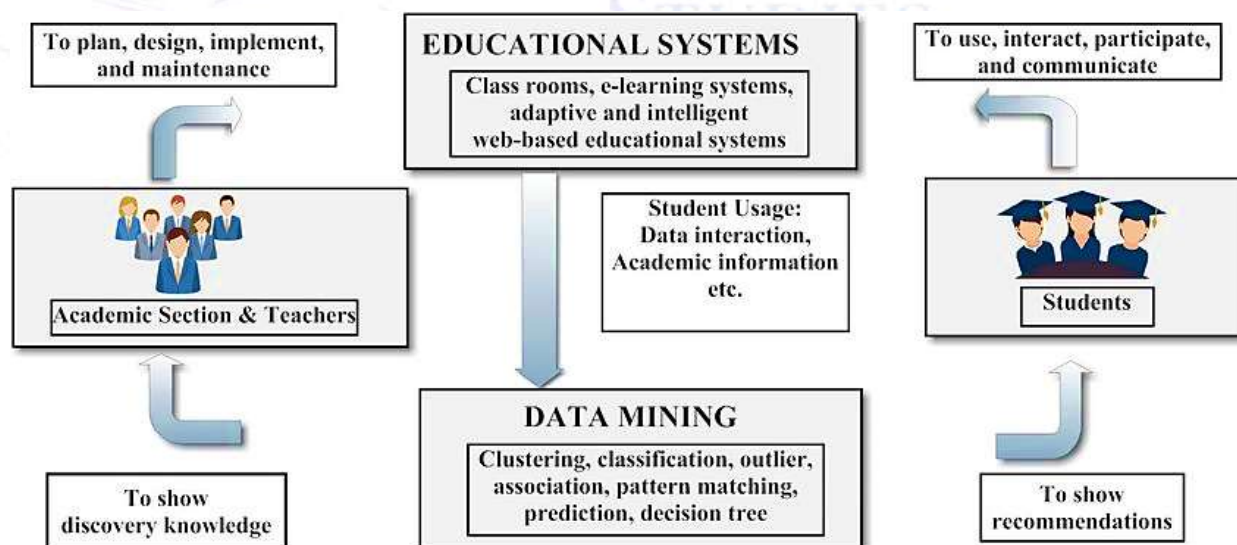 To plan, design, implement,
and maintenance
EDUCATIONAL SYSTEMS
Class rooms, e-learning systems,
adaptive and intelligent
web-based educational systems
To use, interact, participate,
and communicate
Academic Section & Teachers
Student Usage:
Data interaction,
Academic information
etc.
Students
To show
discovery knowledge
DATA MINING
Clustering, classification, outlier,
association, pattern matching,
prediction, decision tree
To show
recommendations